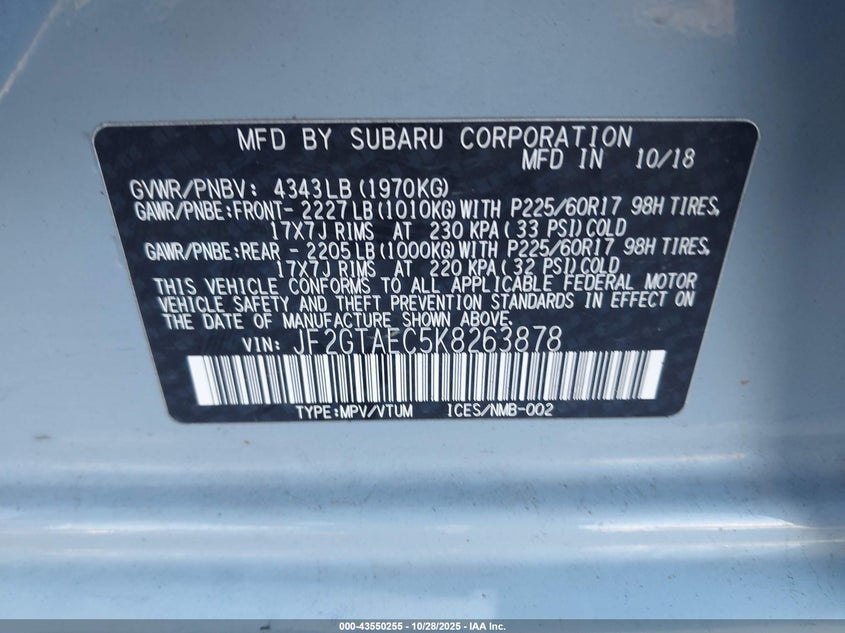 MFD BY SUBARU CORPORATION
MFD IN 10/18
GVWR/PNBV: 4343LB (1970KG)
GAWR/PNBE:FRONT- 2227LB (1010KG)WITH P225/60R17 98H TIRES,
17X7J RIMS AT 230 KPA( 33 PSI)COLD
GAWR/PNBE:REAR - 2205LB (1000KG)WITH P225/60R17 98H TIRES,
17X7J RIMS AT 220 KPA( 32 PSI)COLD
THIS VEHICLE CONFORMS TO ALL APPLICABLE FEDERAL MOTOR
VEHICLE SAFETY AND THEFT PREVENTION STANDARDS IN EFFECT ON
THE DATE OF MANUFACTURE SHOWN ABOVE.
VIN: JF2GTAEC5K8263878
TYPE:MPV/VTUM ICES/NMB-002
000-43550255 - 10/28/2025 - IAA Inc.